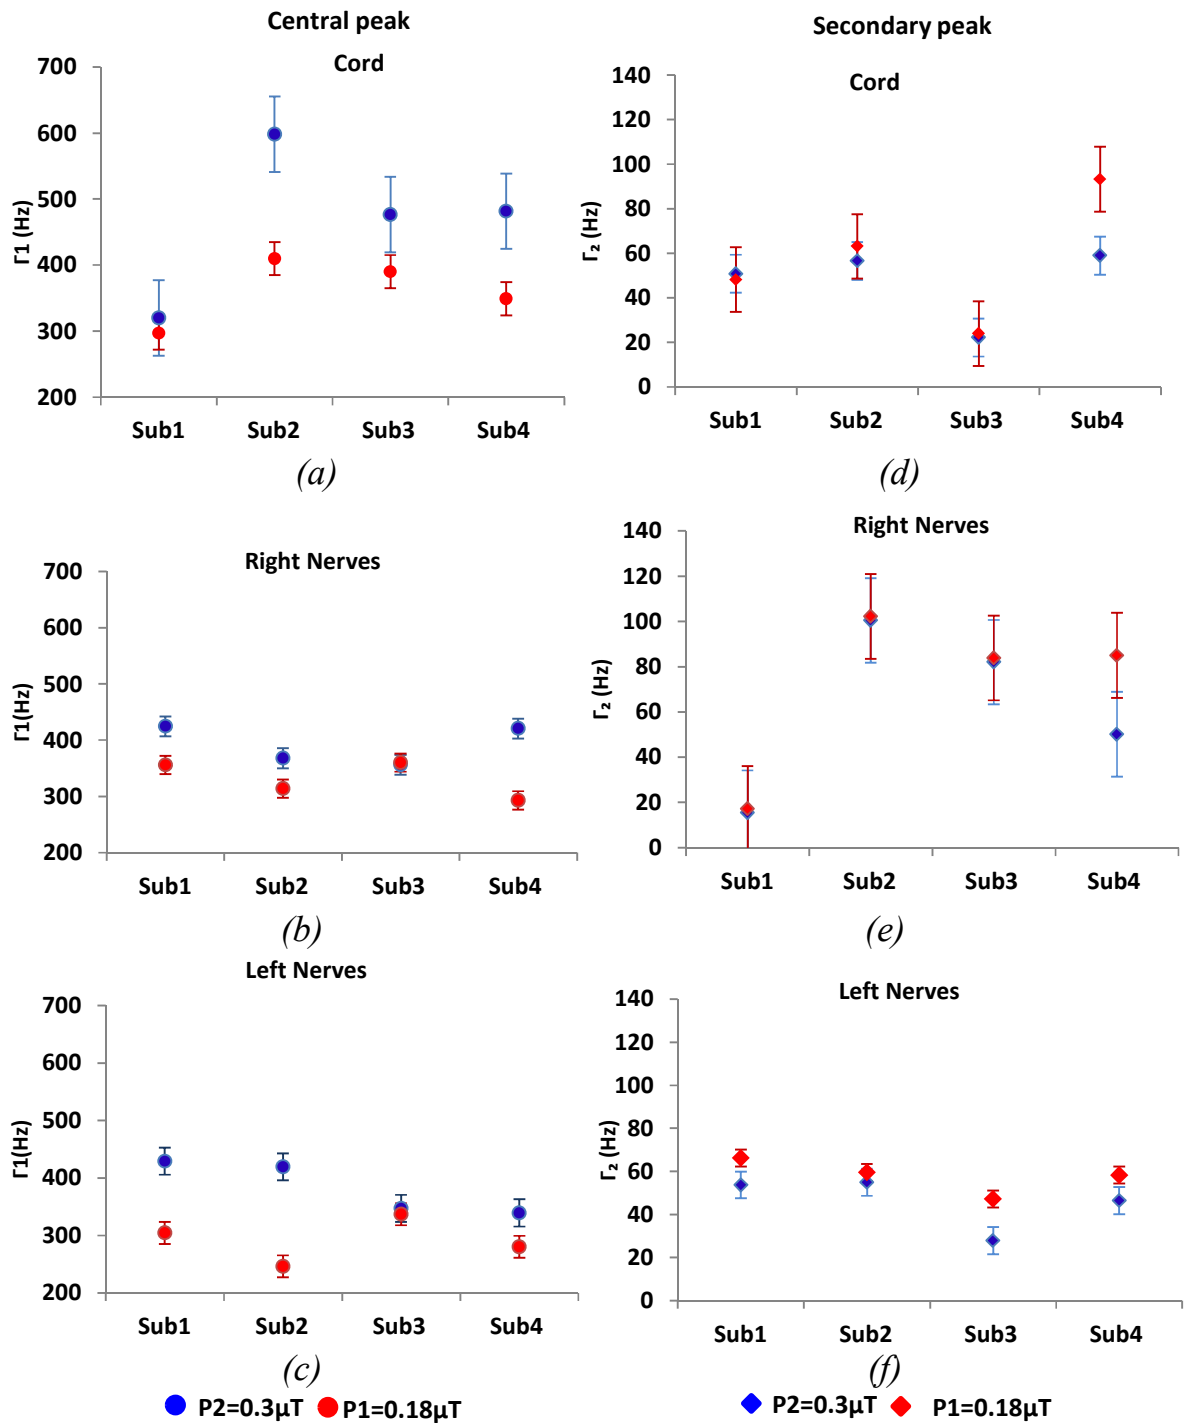 Central peak
Cord
700
600
500
400
300
200
Γ1 (Hz)
Sub1 Sub2 Sub3 Sub4
(a)
Secondary peak
Cord
140
120
100
80
60
40
20
0
Γ₂ (Hz)
Sub1 Sub2 Sub3 Sub4
(d)
Right Nerves
700
600
500
400
300
200
Γ1(Hz)
Sub1 Sub2 Sub3 Sub4
(b)
Right Nerves
140
120
100
80
60
40
20
0
Γ₂ (Hz)
Sub1 Sub2 Sub3 Sub4
(e)
Left Nerves
700
600
500
400
300
200
Γ1(Hz)
Sub1 Sub2 Sub3 Sub4
(c)
Left Nerves
140
120
100
80
60
40
20
0
Γ₂ (Hz)
Sub1 Sub2 Sub3 Sub4
(f)
P2=0.3μT P1=0.18μT
P2=0.3μT P1=0.18μT